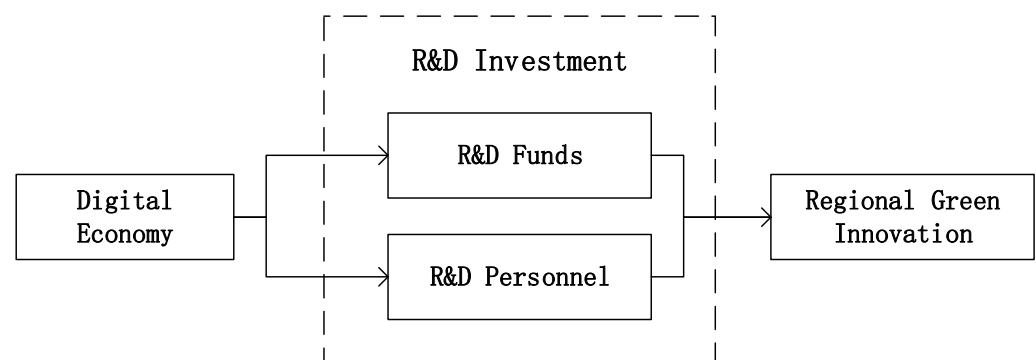 R&D Investment
R&D Funds
Digital
Economy
R&D Personnel
Regional Green
Innovation